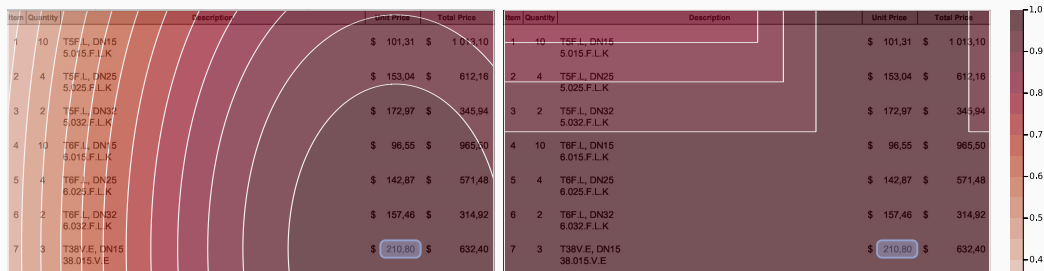 Item Quantity Description Unit Price Total Price
1 10 T5F.L, DN15 $ 101,31 $ 1 013,10
5.015.F.L.K
2 4 T5F.L, DN25 $ 153,04 $ 612,16
5.025.F.L.K
3 2 T5F.L, DN32 $ 172,97 $ 345,94
5.032.F.L.K
4 10 T6F.L, DN15 $ 96,55 $ 965,50
6.015.F.L.K
5 4 T6F.L, DN25 $ 142,87 $ 571,48
6.025.F.L.K
6 2 T6F.L, DN32 $ 157,46 $ 314,92
6.032.F.L.K
7 3 T38V.E, DN15 $ 210,80 $ 632,40
38.015.V.E
Item Quantity Description Unit Price Total Price
1 10 T5F.L, DN15 $ 101,31 $ 1 013,10
5.015.F.L.K
2 4 T5F.L, DN25 $ 153,04 $ 612,16
5.025.F.L.K
3 2 T5F.L, DN32 $ 172,97 $ 345,94
5.032.F.L.K
4 10 T6F.L, DN15 $ 96,55 $ 965,50
6.015.F.L.K
5 4 T6F.L, DN25 $ 142,87 $ 571,48
6.025.F.L.K
6 2 T6F.L, DN32 $ 157,46 $ 314,92
6.032.F.L.K
7 3 T38V.E, DN15 $ 210,80 $ 632,40
38.015.V.E
1.0
0.9
0.8
0.7
0.6
0.5
0.4